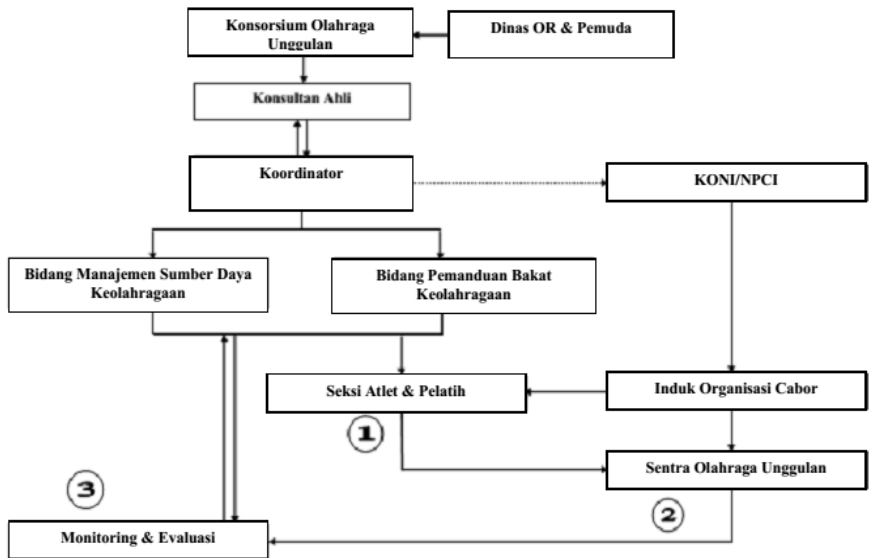 Konsorsium Olahraga
Unggulan
Dinas OR & Pemuda
Konsultan Ahli
Koordinator
KONI/NPCI
Bidang Manajemen Sumber Daya
Keolahragaan
Bidang Pemanduan Bakat
Keolahragaan
Seksi Atlet & Pelatih
Induk Organisasi Cabor
1
Sentra Olahraga Unggulan
3
2
Monitoring & Evaluasi